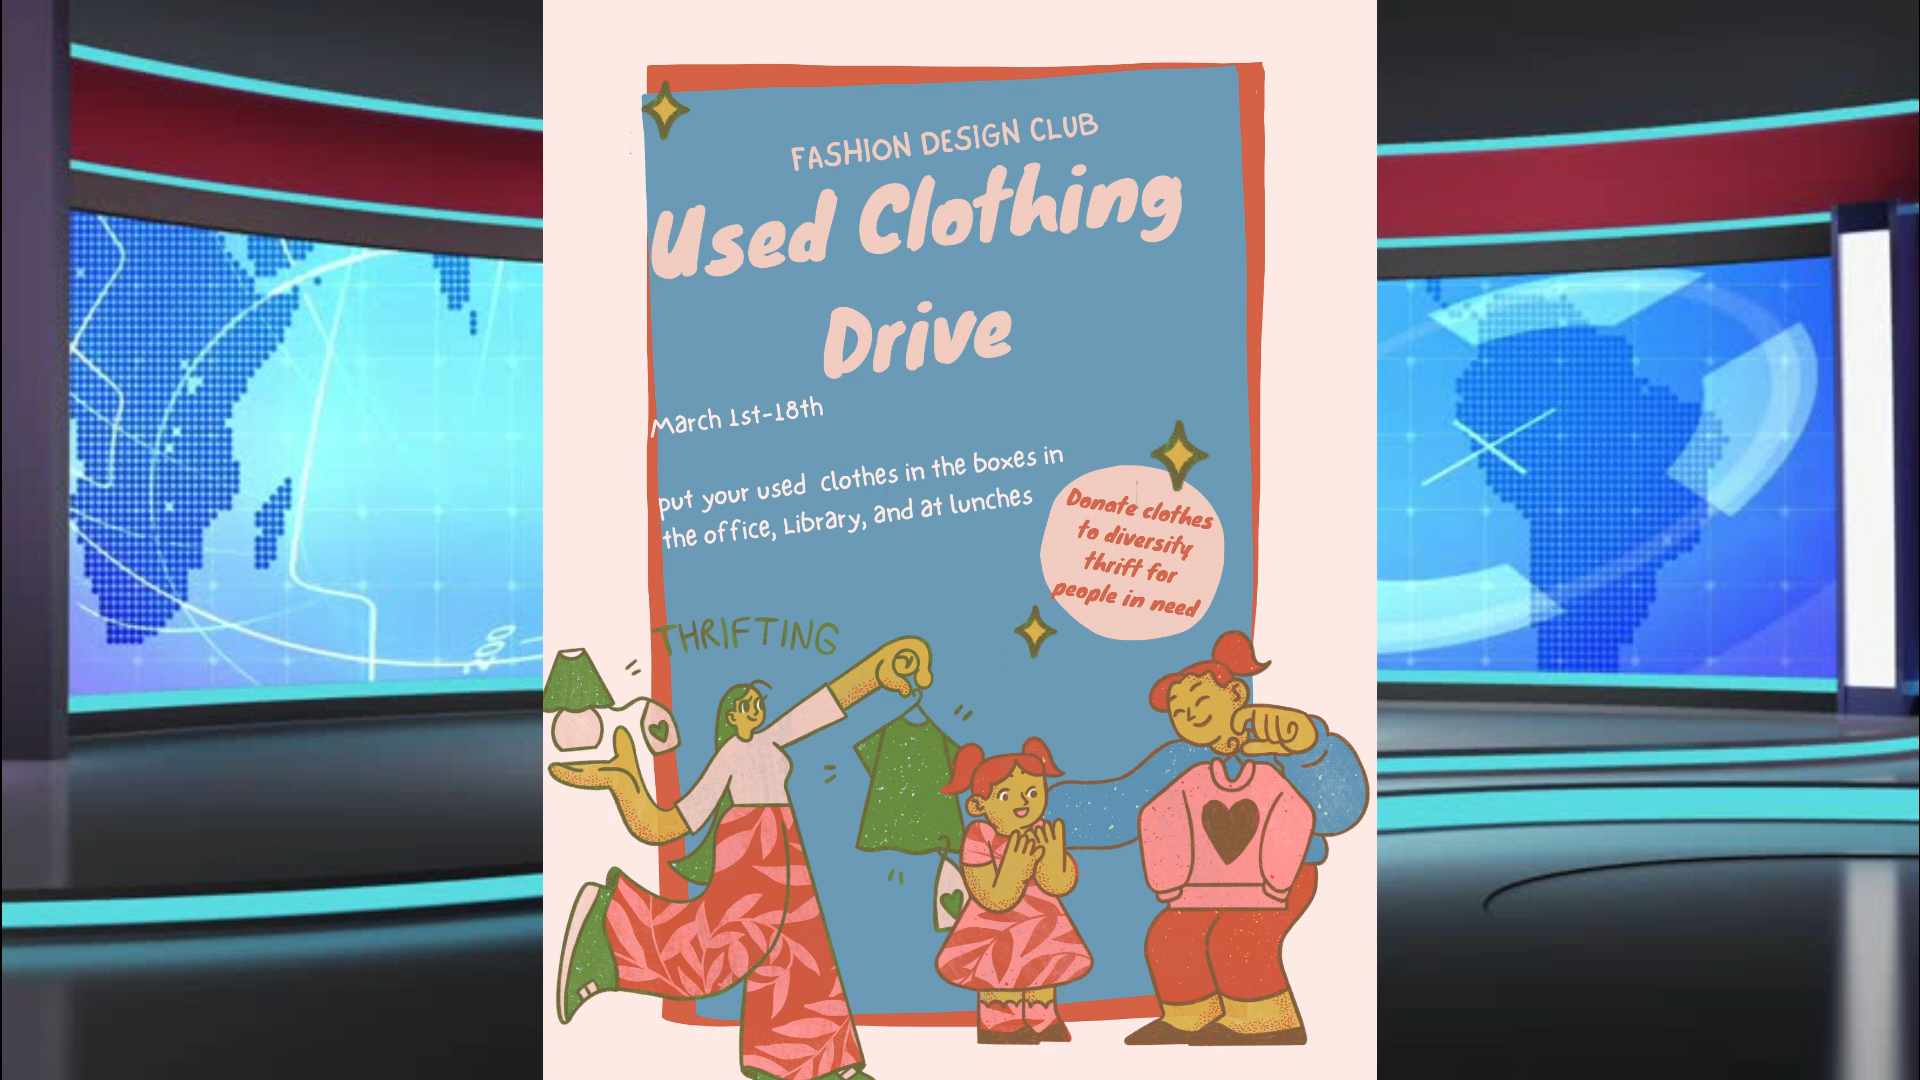 FASHION DESIGN CLUB
Used Clothing
Drive
March 1st-18th
put your used clothes in the boxes in
the office, Library, and at lunches
Donate clothes
to diversity
thrift for
people in need
THRIFTING